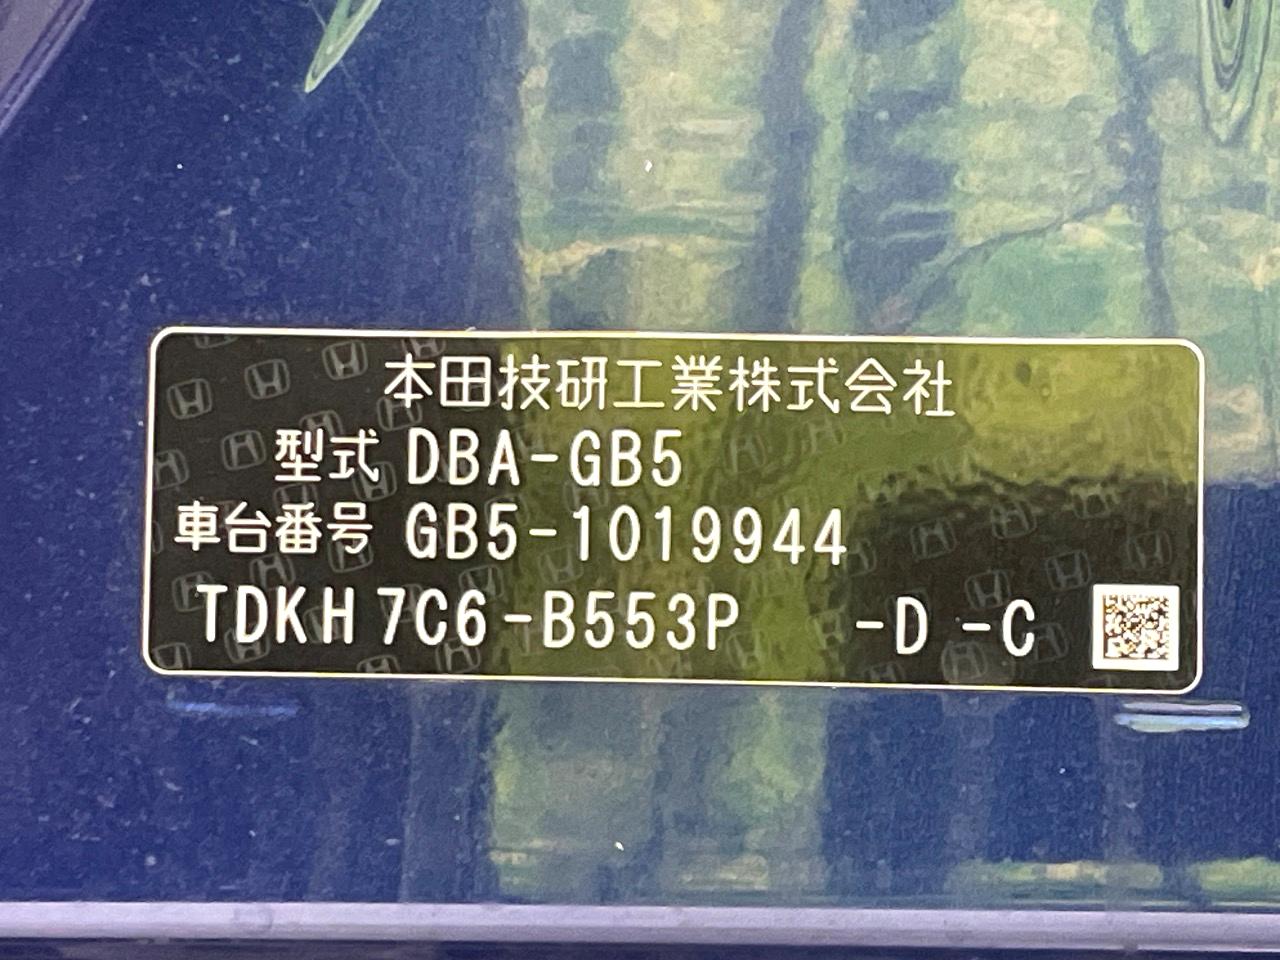 本田技研工業株式会社
型式 DBA-GB5
車台番号 GB5-1019944
TDKH 7C6-B553P -D -C